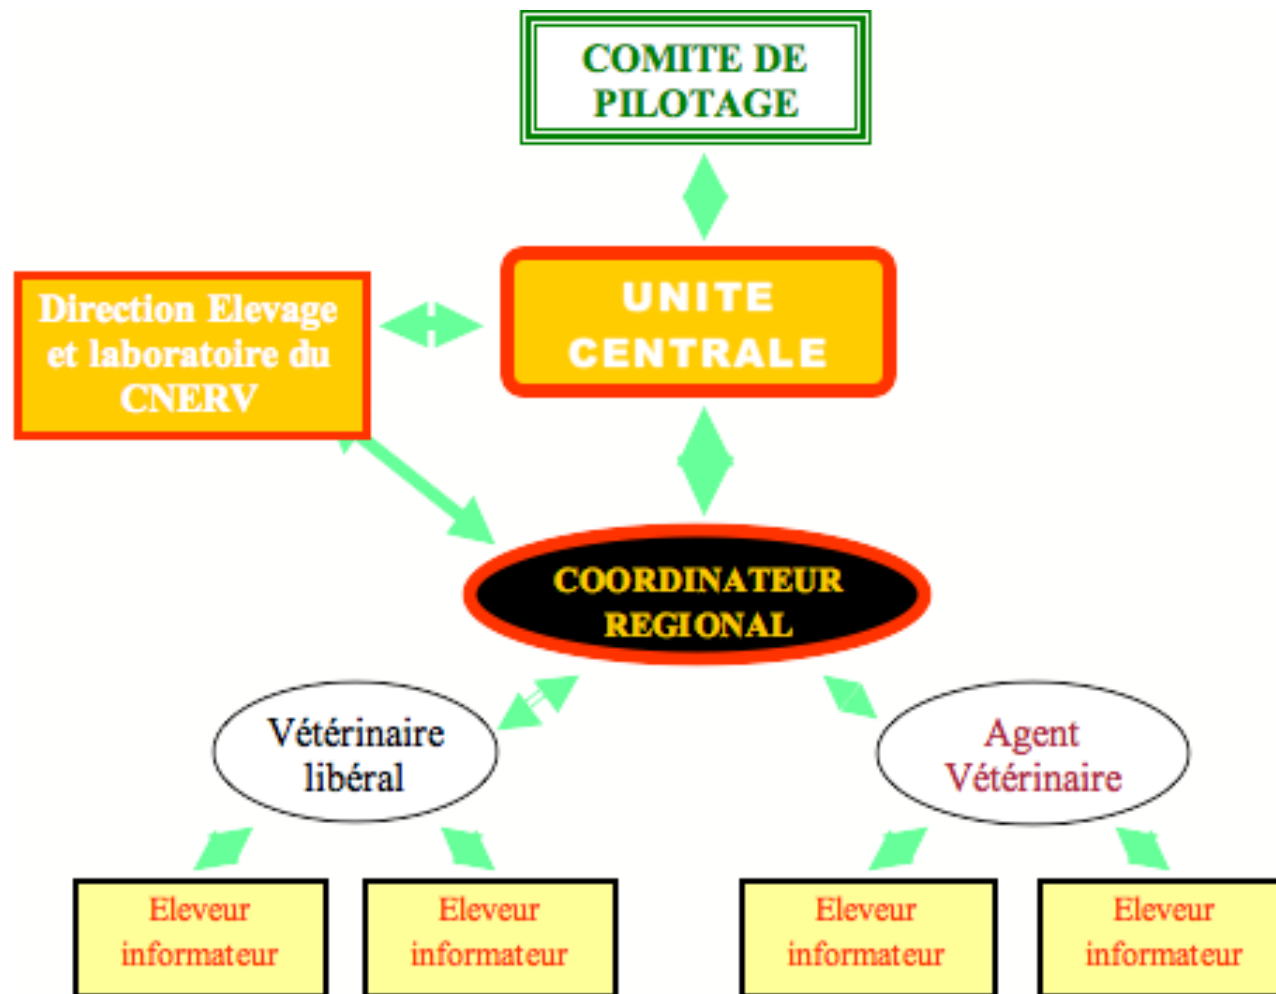 COMITE DE
PILOTAGE
UNITE
CENTRALE
Direction Elevage
et laboratoire du
CNERV
COORDINATEUR
REGIONAL
Vétérinaire
libéral
Agent
Vétérinaire
Eleveur
informateur
Eleveur
informateur
Eleveur
informateur
Eleveur
informateur